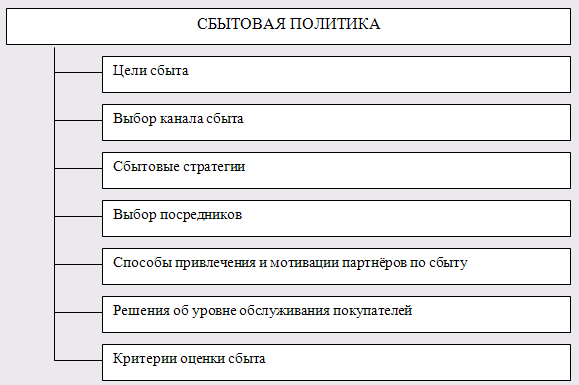 СБЫТОВАЯ ПОЛИТИКА
Цели сбыта
Выбор канала сбыта
Сбытовые стратегии
Выбор посредников
Способы привлечения и мотивации партнёров по сбыту
Решения об уровне обслуживания покупателей
Критерии оценки сбыта